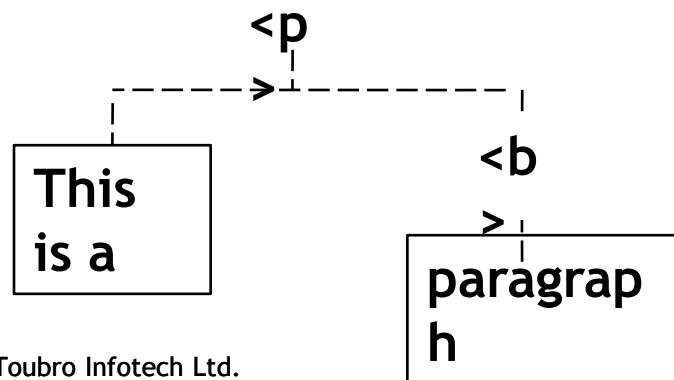 <p
>
This
is a
<b
>
paragrap
h
Toubro Infotech Ltd.